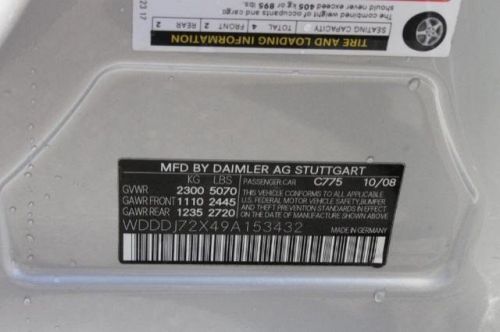 23 17
TIRE AND LOADING INFORMATION
SEATING CAPACITY TOTAL 4 FRONT 2 REAR 2
The combined weight of occupants and cargo
should never exceed 405 kg or 895 lbs.
MFD BY DAIMLER AG STUTTGART
KG LBS PASSENGER CAR C775 10/08
GVWR 2300 5070 THIS VEHICLE CONFORMS TO ALL APPLICABLE
GAWR FRONT 1110 2445 U.S. FEDERAL MOTOR VEHICLE SAFETY,BUMPER,
GAWR REAR 1235 2720 AND THEFT PREVENTION STANDARDS IN EFFECT
ON THE DATE OF MANUFACTURE SHOWN ABOVE.
WDDDJ72X49A153432
MADE IN GERMANY